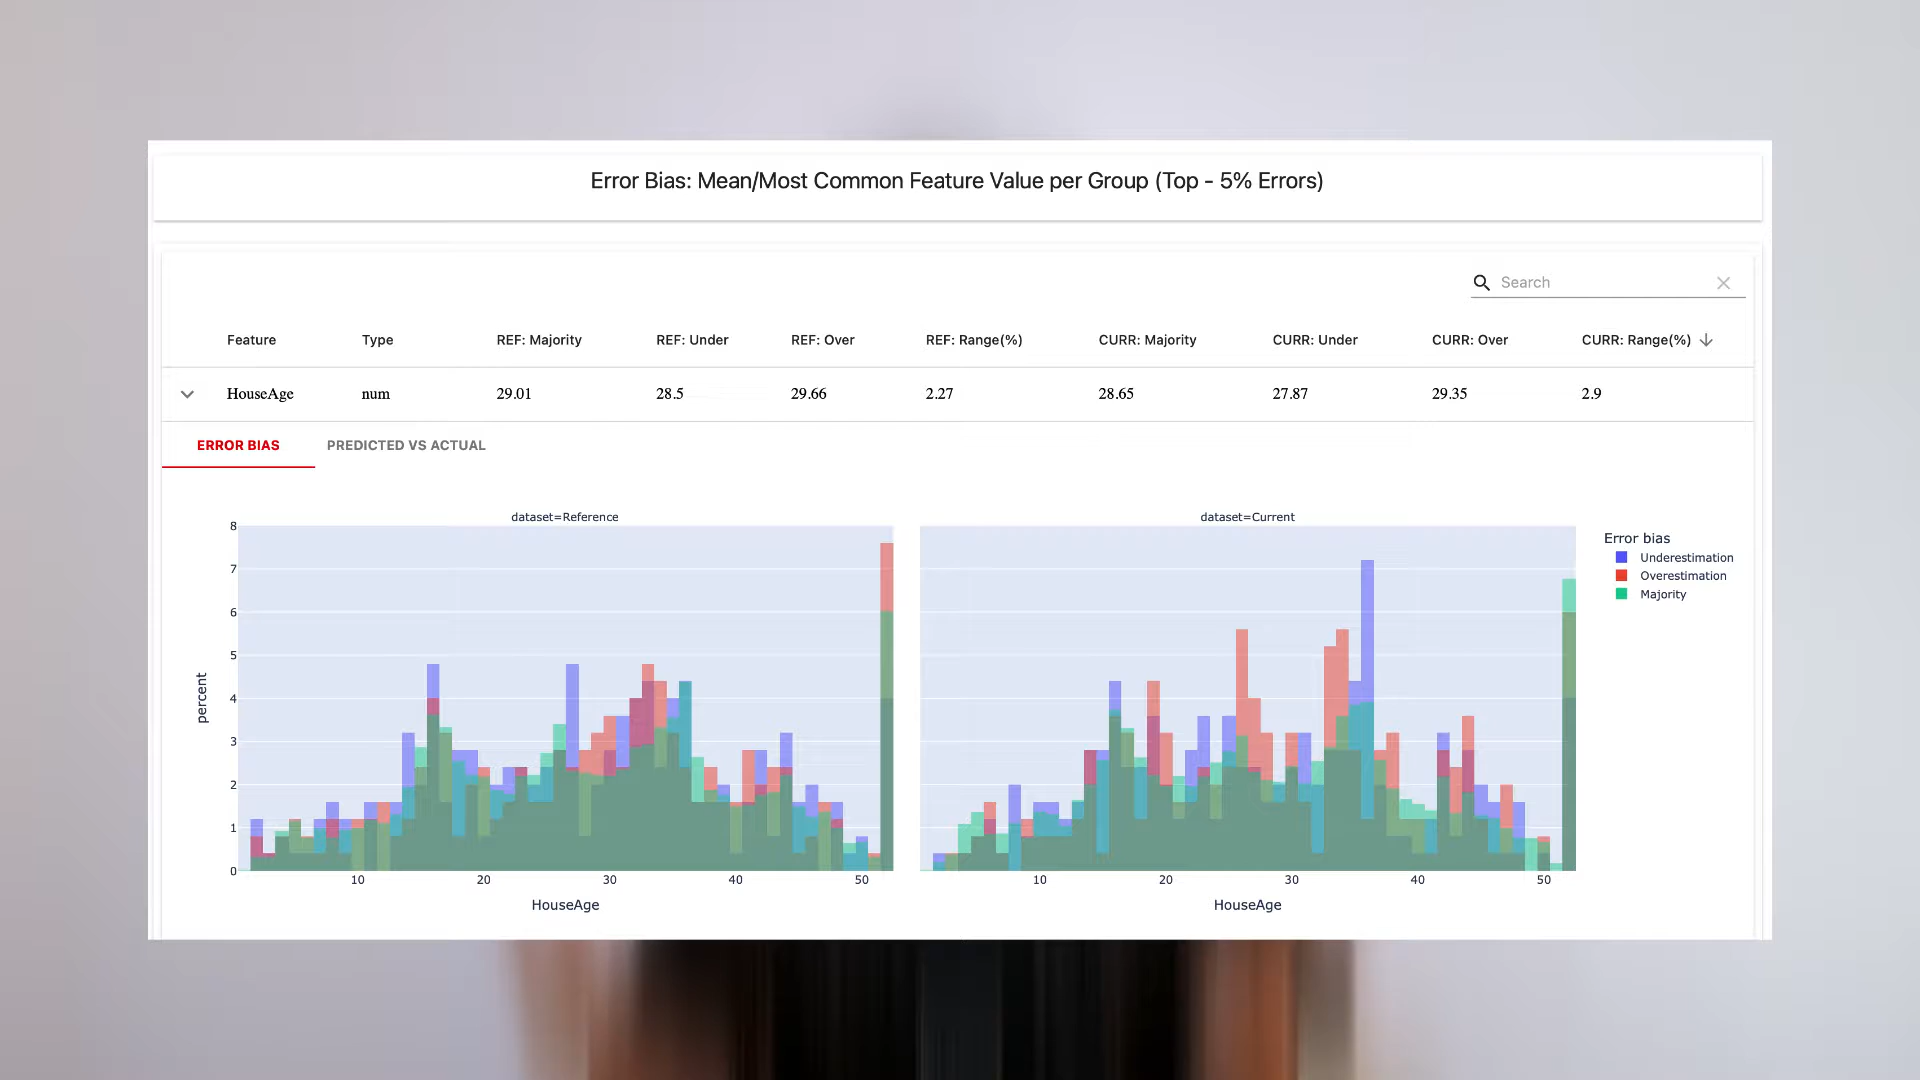 Error Bias: Mean/Most Common Feature Value per Group (Top - 5% Errors)
Search
Feature Type REF: Majority REF: Under REF: Over REF: Range(%) CURR: Majority CURR: Under CURR: Over CURR: Range(%)
HouseAge num 29.01 28.5 29.66 2.27 28.65 27.87 29.35 2.9
ERROR BIAS PREDICTED VS ACTUAL
dataset=Reference dataset=Current
8
7
6
5
4
3
2
1
0
percent
10 20 30 40 50 10 20 30 40 50
HouseAge HouseAge
Error bias
Underestimation
Overestimation
Majority